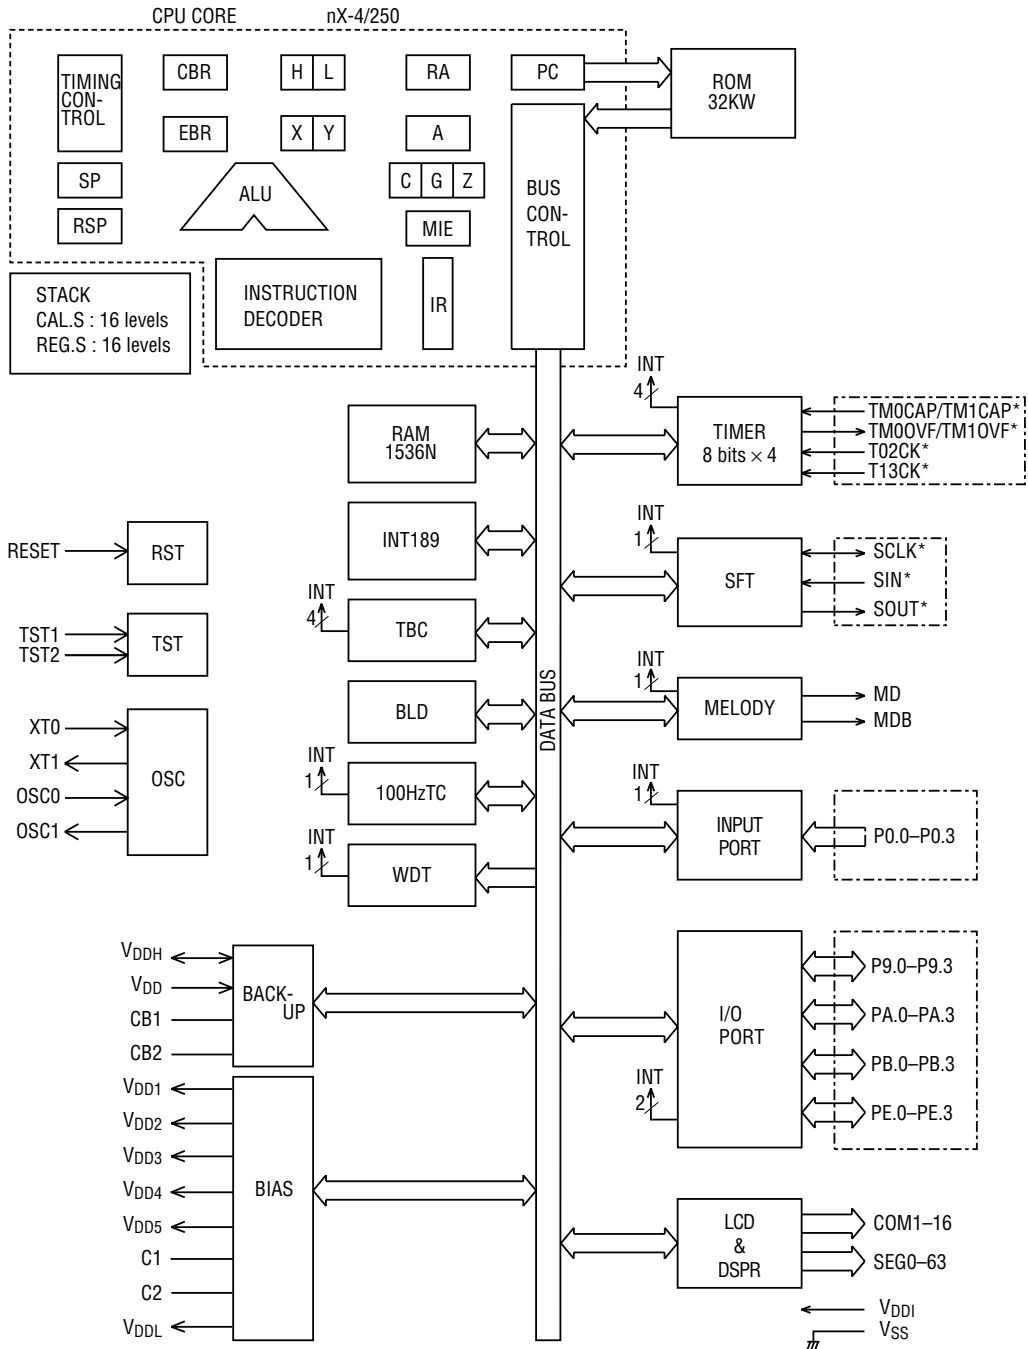 CPU CORE nX-4/250
TIMING
CON-
TROL
CBR
H L
RA
PC
ROM
32KW
EBR
X Y
A
SP
ALU
C G Z
BUS
CON-
TROL
RSP
MIE
STACK
CAL.S : 16 levels
REG.S : 16 levels
INSTRUCTION
DECODER
IR
DATA BUS
RAM
1536N
INT
4
TIMER
8 bits × 4
TM0CAP/TM1CAP*
TM0OVF/TM1OVF*
T02CK*
T13CK*
RESET
RST
INT189
INT
1
SFT
SCLK*
SIN*
SOUT*
TST1
TST2
TST
INT
4
TBC
XT0
XT1
OSC0
OSC1
OSC
BLD
INT
1
MELODY
MD
MDB
INT
1
100HzTC
INT
1
INPUT
PORT
P0.0–P0.3
INT
1
WDT
VDDH
VDD
CB1
CB2
BACK-
UP
I/O
PORT
INT
2
P9.0–P9.3
PA.0–PA.3
PB.0–PB.3
PE.0–PE.3
VDD1
VDD2
VDD3
VDD4
VDD5
C1
C2
VDDL
BIAS
LCD
&
DSPR
COM1–16
SEG0–63
VDDI
VSS